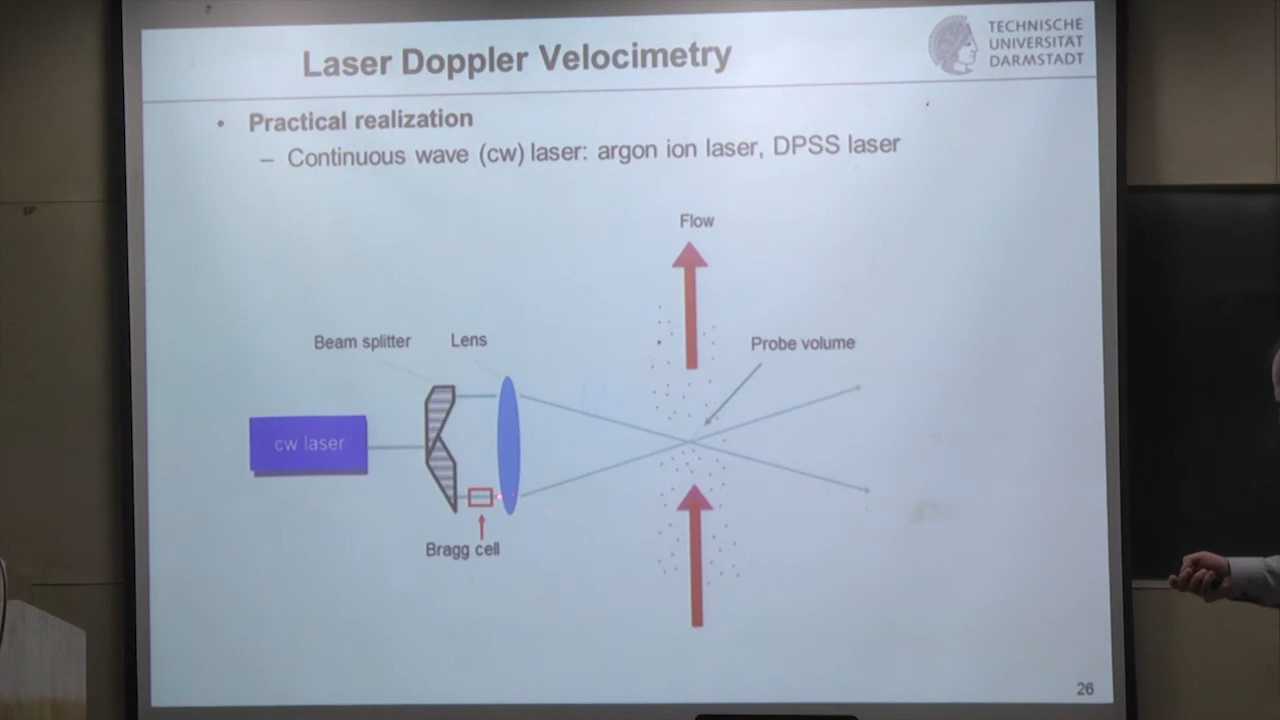 Laser Doppler Velocimetry
TECHNISCHE
UNIVERSITÄT
DARMSTADT
• Practical realization
– Continuous wave (cw) laser: argon ion laser, DPSS laser
Flow
Beam splitter
Lens
Probe volume
cw laser
Bragg cell
26